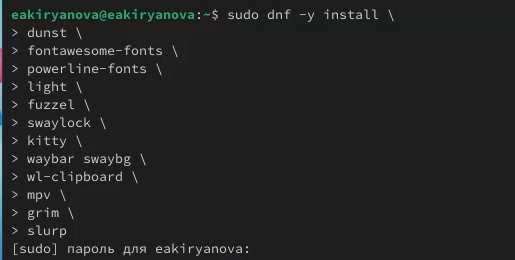 eakiryanova@eakiryanova:~$ sudo dnf -y install \
> dunst \
> fontawesome-fonts \
> powerline-fonts \
> light \
> fuzzel \
> swaylock \
> kitty \
> waybar swaybg \
> wl-clipboard \
> mpv \
> grim \
> slurp
[sudo] пароль для eakiryanova: